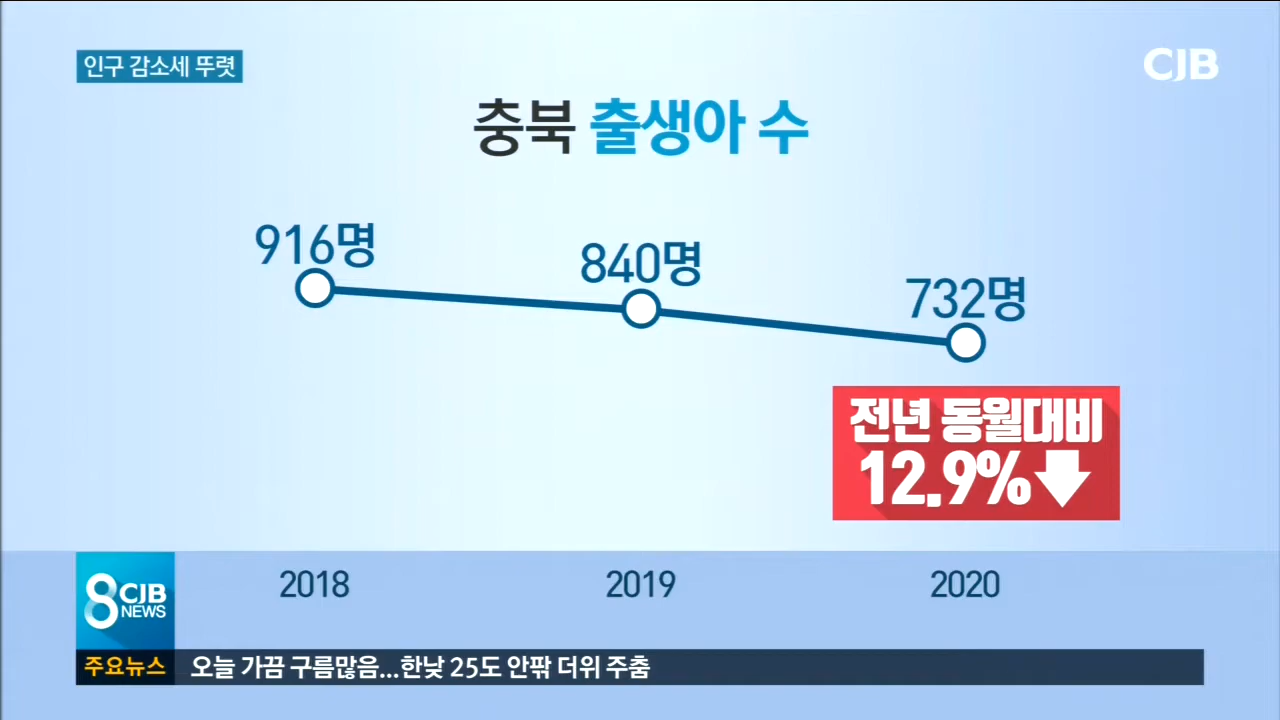 인구 감소세 뚜렷
CJB
충북 출생아 수
916명
840명
732명
전년 동월대비
12.9%
2018
2019
2020
8 CJB
NEWS
주요뉴스 오늘 가끔 구름많음...한낮 25도 안팎 더위 주춤